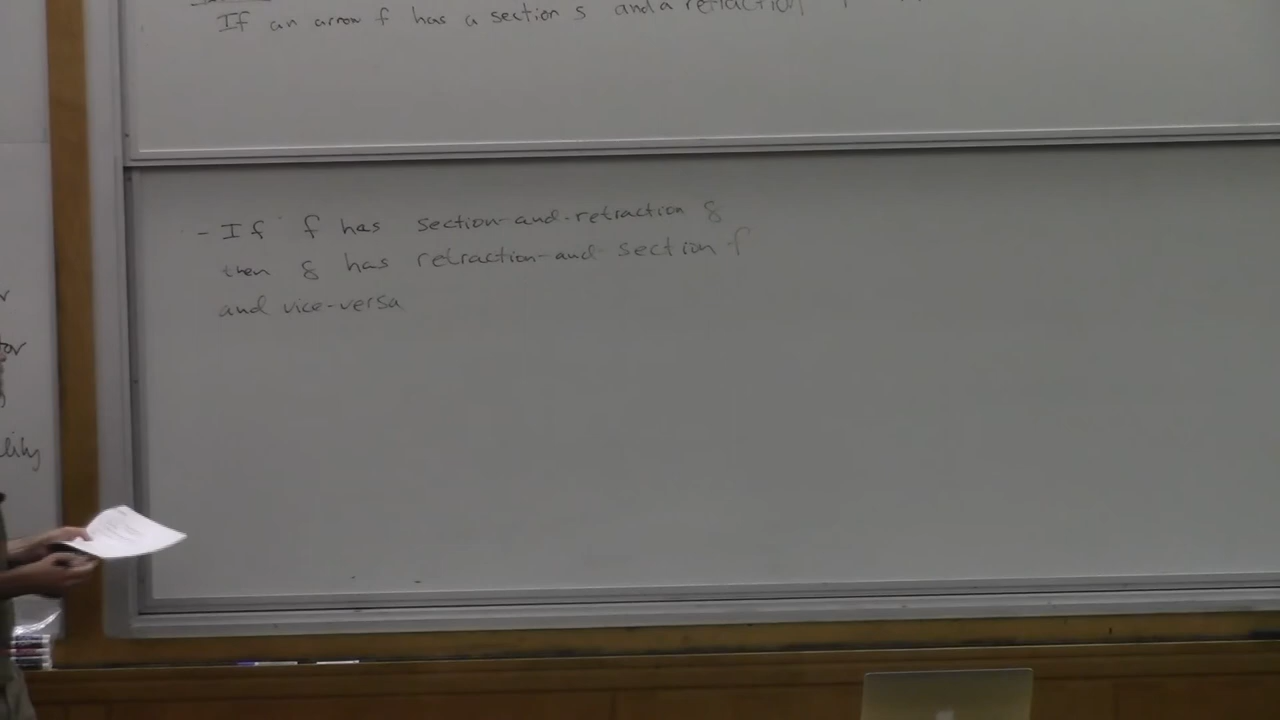 If an arrow f has a section s and a retraction
- If f has section-and-retraction g
then g has retraction-and-section f
and vice-versa